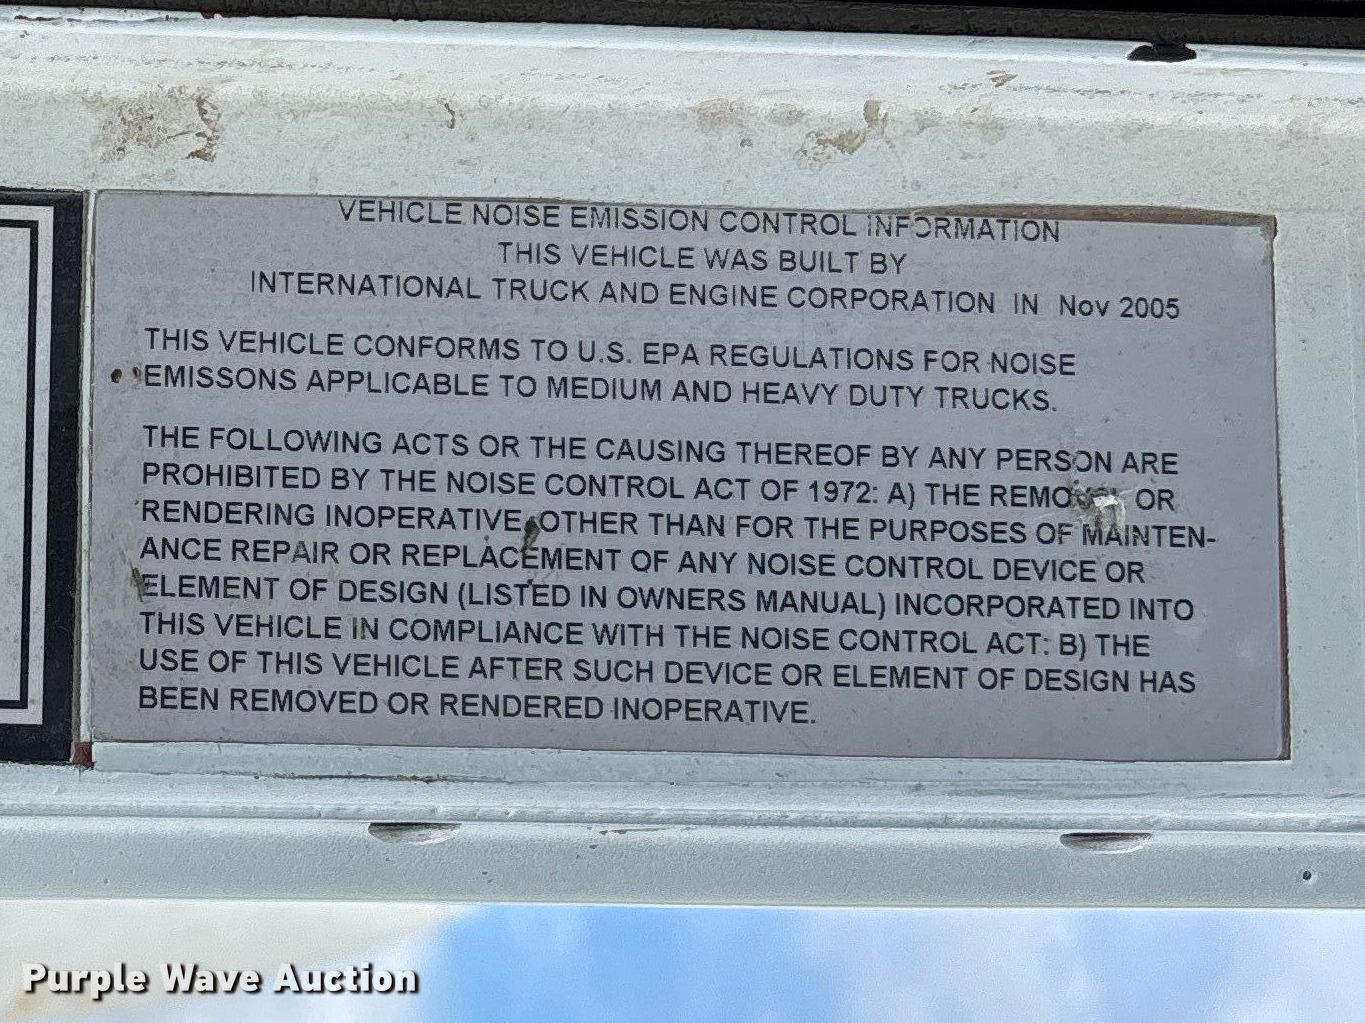 VEHICLE NOISE EMISSION CONTROL INFORMATION
THIS VEHICLE WAS BUILT BY
INTERNATIONAL TRUCK AND ENGINE CORPORATION IN Nov 2005
THIS VEHICLE CONFORMS TO U.S. EPA REGULATIONS FOR NOISE
EMISSONS APPLICABLE TO MEDIUM AND HEAVY DUTY TRUCKS.
THE FOLLOWING ACTS OR THE CAUSING THEREOF BY ANY PERSON ARE
PROHIBITED BY THE NOISE CONTROL ACT OF 1972: A) THE REMOVAL OR
RENDERING INOPERATIVE, OTHER THAN FOR THE PURPOSES OF MAINTEN-
ANCE REPAIR OR REPLACEMENT OF ANY NOISE CONTROL DEVICE OR
ELEMENT OF DESIGN (LISTED IN OWNERS MANUAL) INCORPORATED INTO
THIS VEHICLE IN COMPLIANCE WITH THE NOISE CONTROL ACT: B) THE
USE OF THIS VEHICLE AFTER SUCH DEVICE OR ELEMENT OF DESIGN HAS
BEEN REMOVED OR RENDERED INOPERATIVE.
Purple Wave Auction